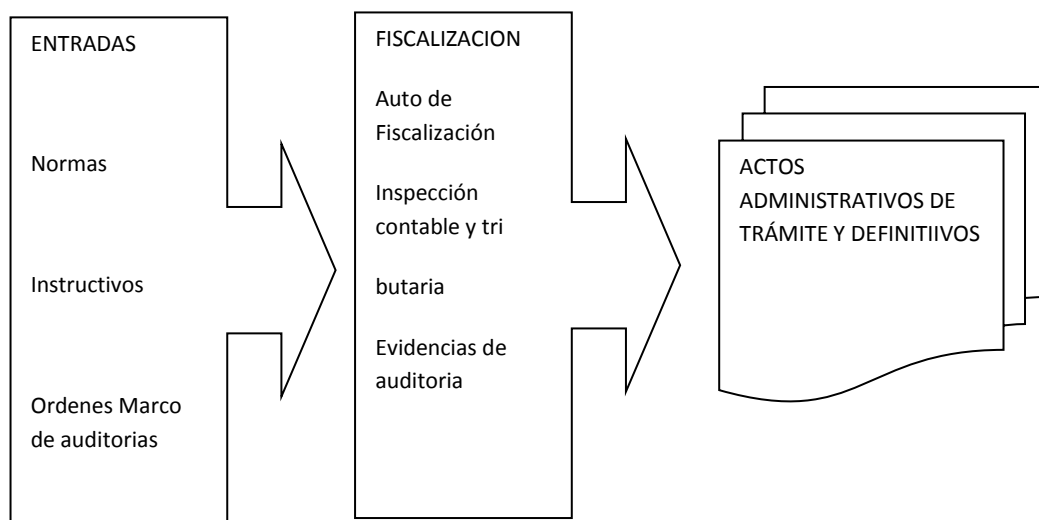 ENTRADAS
Normas
Instructivos
Ordenes Marco
de auditorias
FISCALIZACION
Auto de
Fiscalización
Inspección
contable y tri
butaria
Evidencias de
auditoria
ACTOS
ADMINISTRATIVOS DE
TRÁMITE Y DEFINITIIVOS